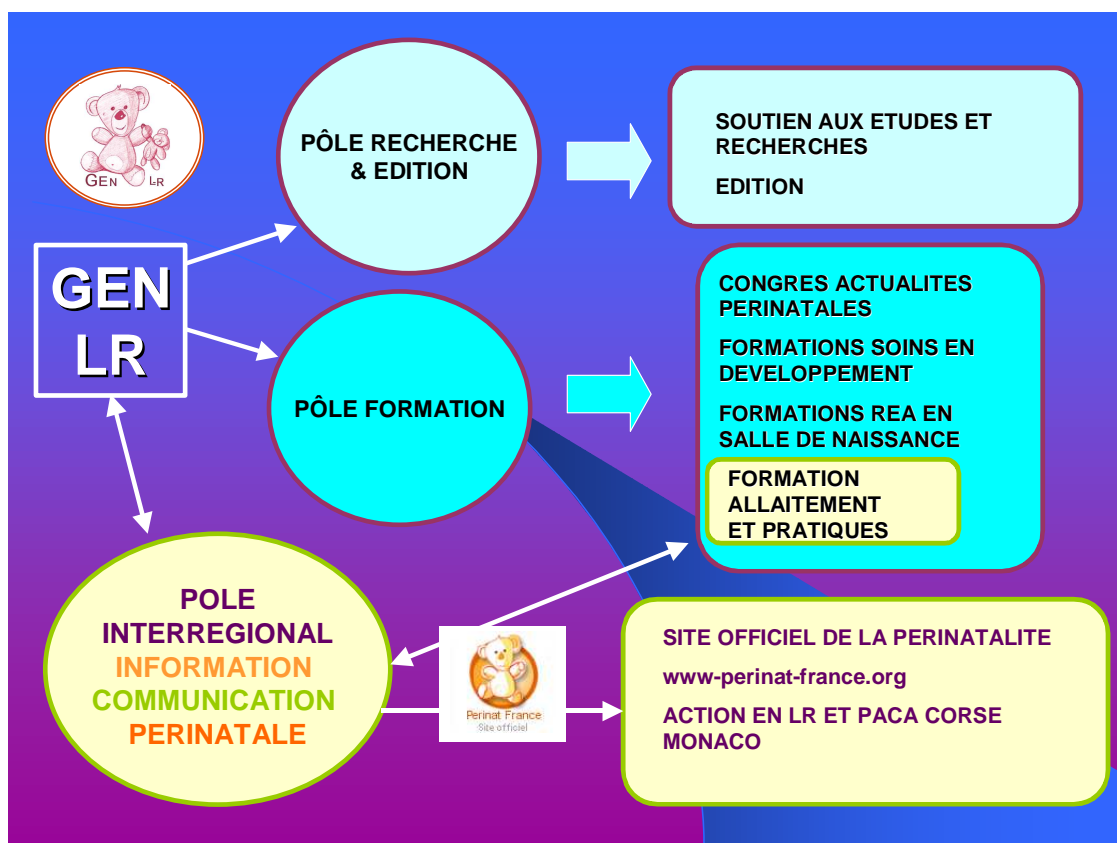 GEN L-R
PÔLE RECHERCHE
& EDITION
SOUTIEN AUX ETUDES ET
RECHERCHES
EDITION
GEN
LR
PÔLE FORMATION
CONGRES ACTUALITES
PERINATALES
FORMATIONS SOINS EN
DEVELOPPEMENT
FORMATIONS REA EN
SALLE DE NAISSANCE
FORMATION
ALLAITEMENT
ET PRATIQUES
POLE
INTERREGIONAL
INFORMATION
COMMUNICATION
PERINATALE
Perinat France
Site officiel
SITE OFFICIEL DE LA PERINATALITE
www-perinat-france.org
ACTION EN LR ET PACA CORSE
MONACO